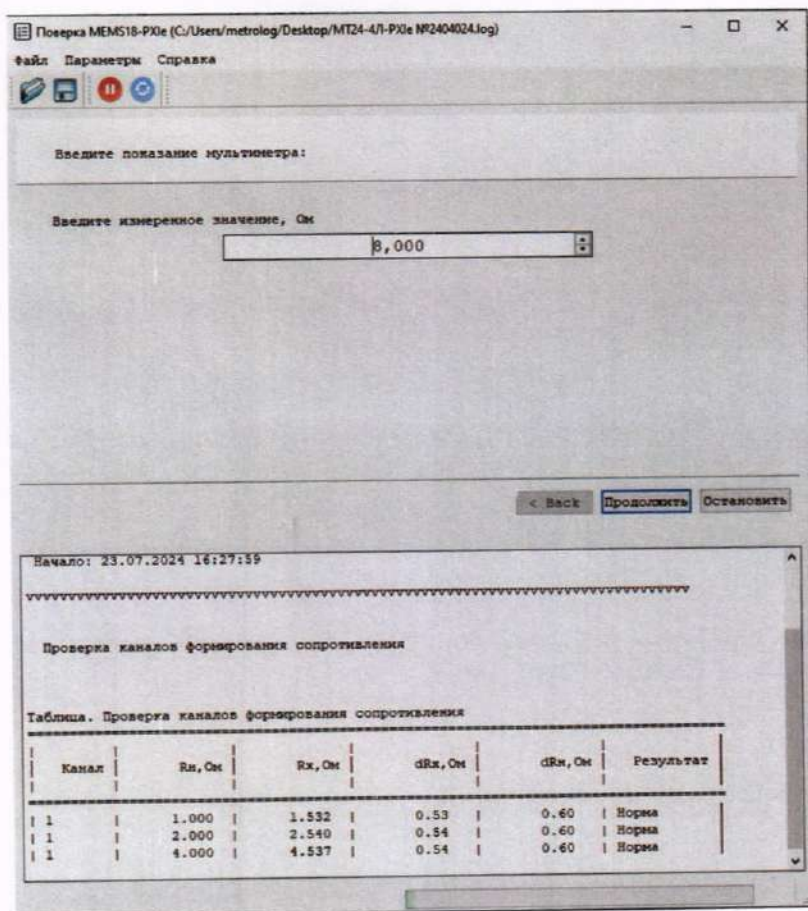 Поверка MEMS18-PXIe (C:/Users/metrolog/Desktop/МТ24-4Л-PXIe №2404024.log)
Файл Параметры Справка
Введите показание мультиметра:
Введите измеренное значение, Ом
8,000
< Back Продолжить Остановить
Начало: 23.07.2024 16:27:59
vvvvvvvvvvvvvvvvvvvvvvvvvvvvvvvvvvvvvvvvvvvvvvvvvvvvvvvvvvvvvvvvvvvvvvvvvvvvvvv
Проверка каналов формирования сопротивления
Таблица. Проверка каналов формирования сопротивления
Канал | Rн,Ом | Rx,Ом | dRx,Ом | dRн,Ом | Результат
| 1 | 1.000 | 1.532 | 0.53 | 0.60 | Норма
| 1 | 2.000 | 2.540 | 0.54 | 0.60 | Норма
| 1 | 4.000 | 4.537 | 0.54 | 0.60 | Норма